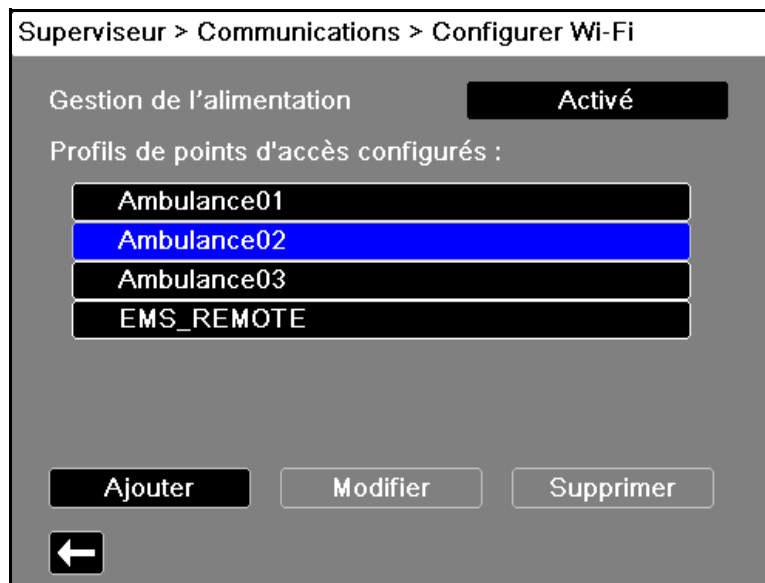 Superviseur > Communications > Configurer Wi-Fi
Gestion de l'alimentation Activé
Profils de points d'accès configurés :
Ambulance01
Ambulance02
Ambulance03
EMS_REMOTE
Ajouter Modifier Supprimer